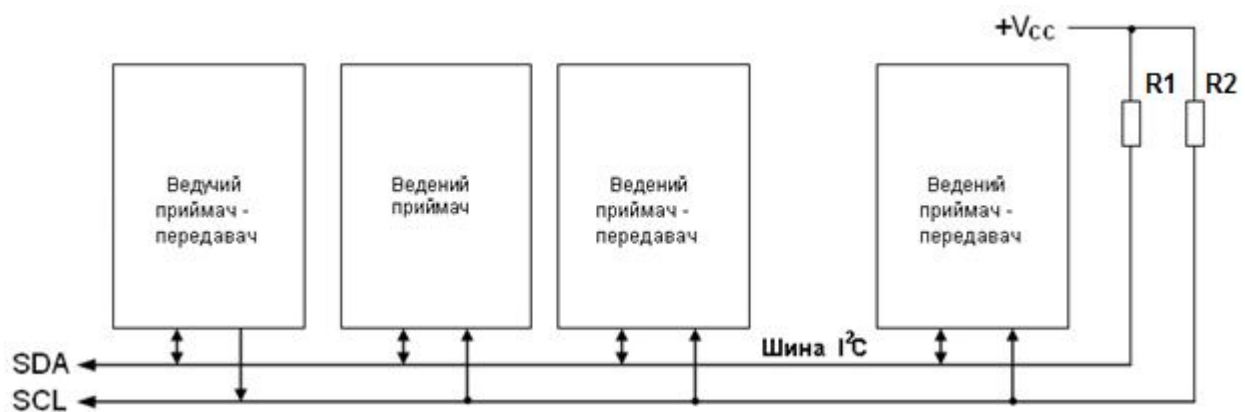 +Vcc
R1
R2
Ведучий
приймач -
передавач
Ведений
приймач
Ведений
приймач -
передавач
Ведений
приймач -
передавач
Шина I²C
SDA
SCL